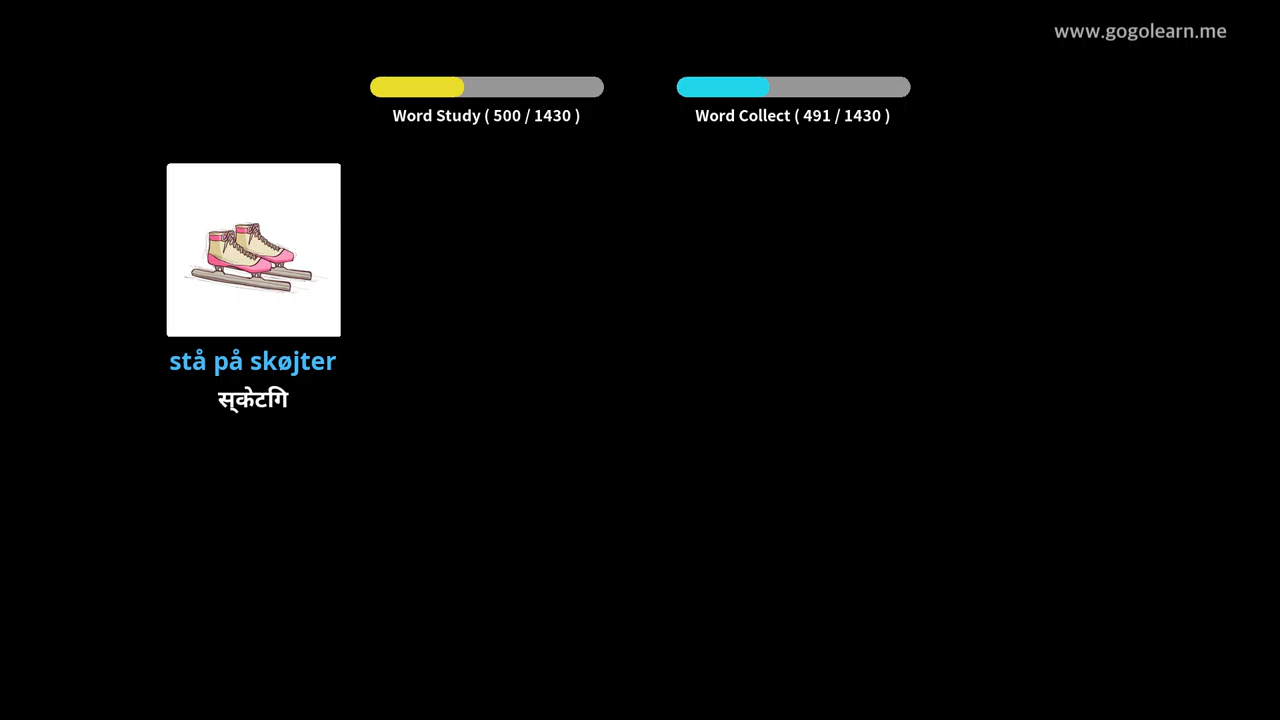 www.gogolearn.me
Word Study ( 500 / 1430 )
Word Collect ( 491 / 1430 )
stå på skøjter
स्केटिंग